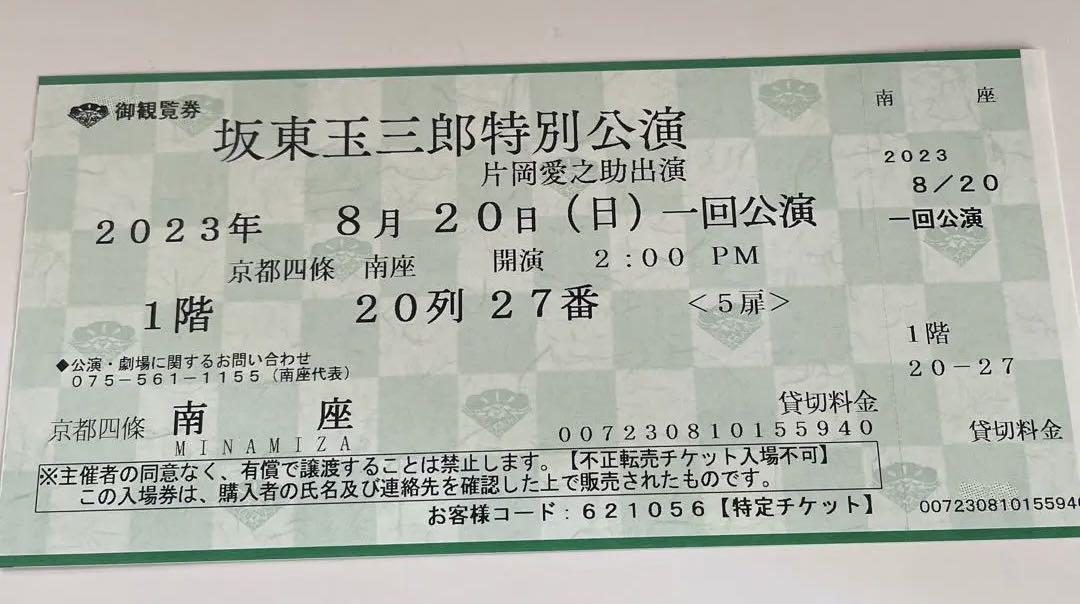 御観覧券
坂東玉三郎特別公演
片岡愛之助出演
2023年 8月 20日（日）一回公演
京都四條 南座 開演 2:00 PM
1階 20列 27番 <5扉>
◆公演・劇場に関するお問い合わせ
075-561-1155（南座代表）
京都四條 南 座
MINAMIZA
貸切料金
007230810155940
※主催者の同意なく、有償で譲渡することは禁止します。【不正転売チケット入場不可】
この入場券は、購入者の氏名及び連絡先を確認した上で販売されたものです。
お客様コード：621056【特定チケット】
南 座
2023
8/20
一回公演
1階
20-27
貸切料金
007230810155940